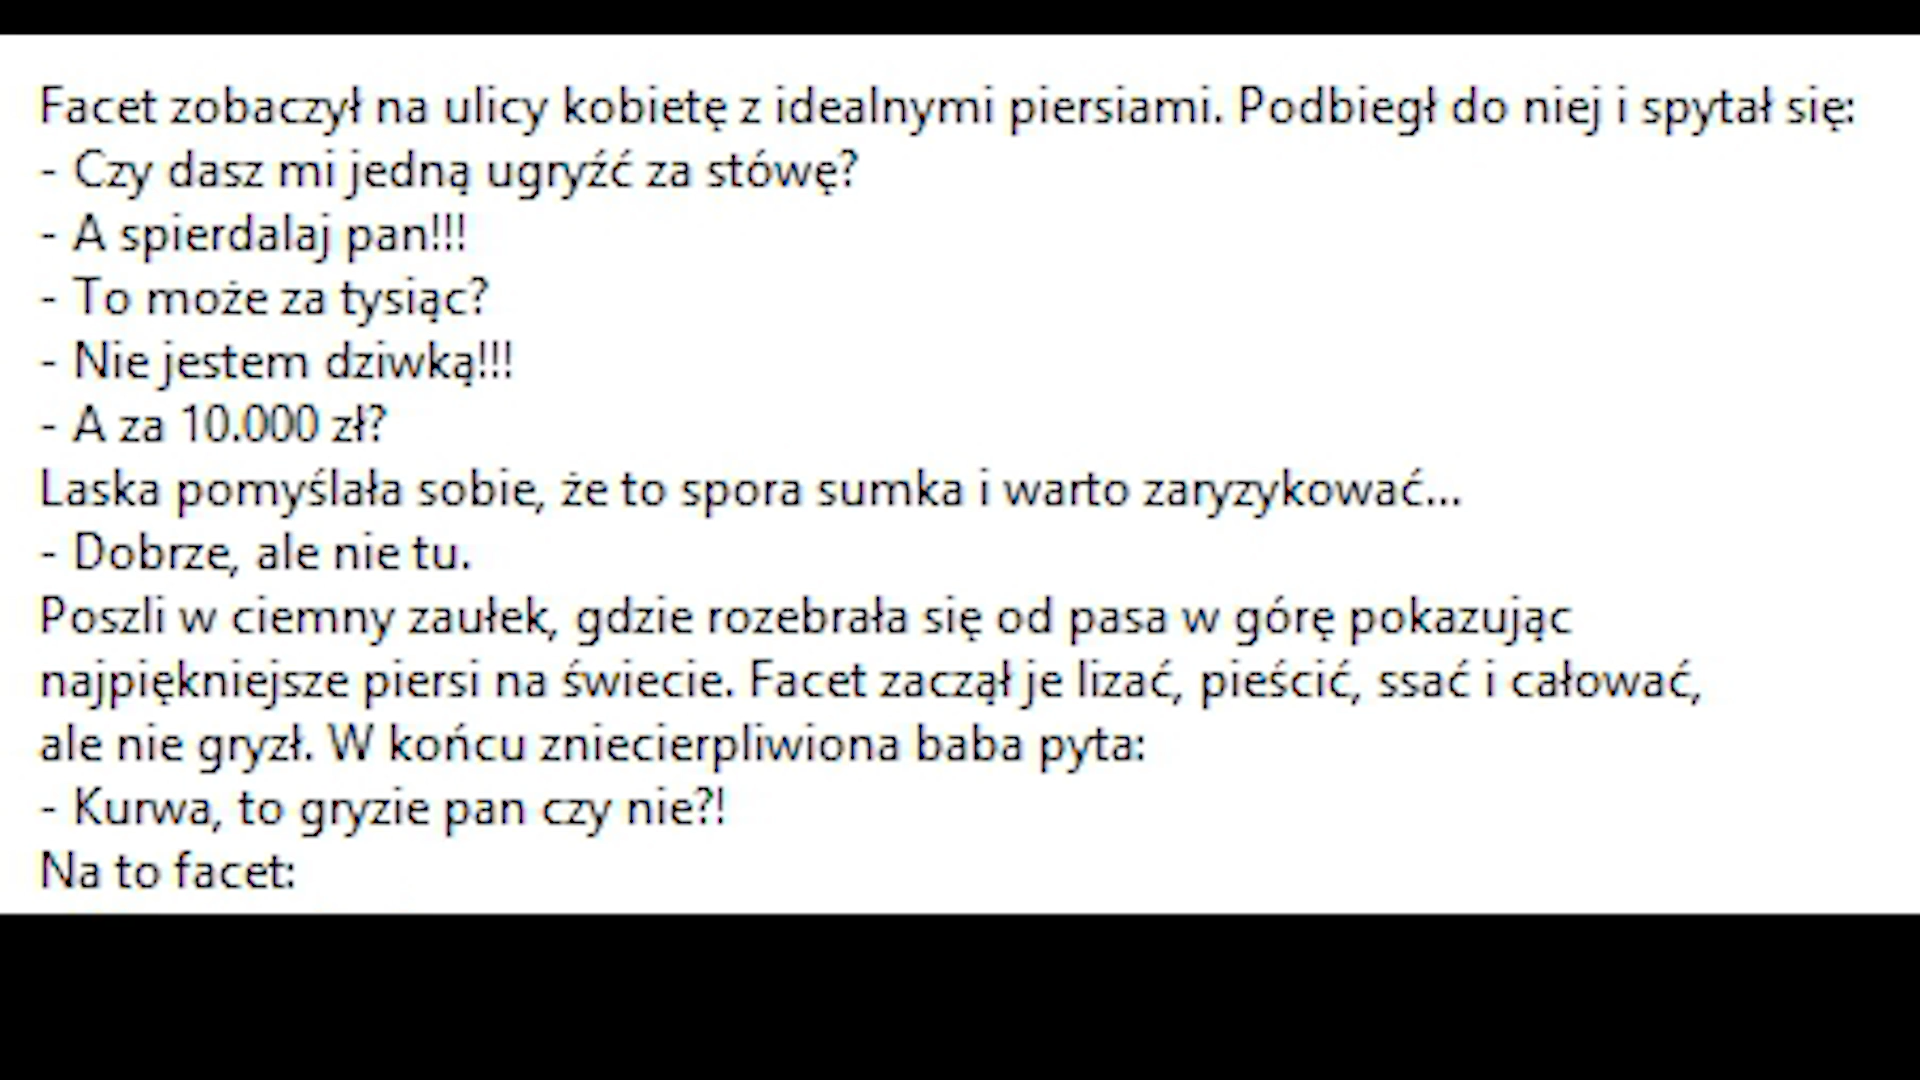 Facet zobaczył na ulicy kobietę z idealnymi piersiami. Podbiegł do niej i spytał się:
- Czy dasz mi jedną ugryźć za stówę?
- A spierdalaj pan!!!
- To może za tysiąc?
- Nie jestem dziwką!!!
- A za 10.000 zł?
Laska pomyślała sobie, że to spora sumka i warto zaryzykować...
- Dobrze, ale nie tu.
Poszli w ciemny zaułek, gdzie rozebrała się od pasa w górę pokazując
najpiękniejsze piersi na świecie. Facet zaczął je lizać, pieścić, ssać i całować,
ale nie gryzł. W końcu zniecierpliwiona baba pyta:
- Kurwa, to gryzie pan czy nie?!
Na to facet: